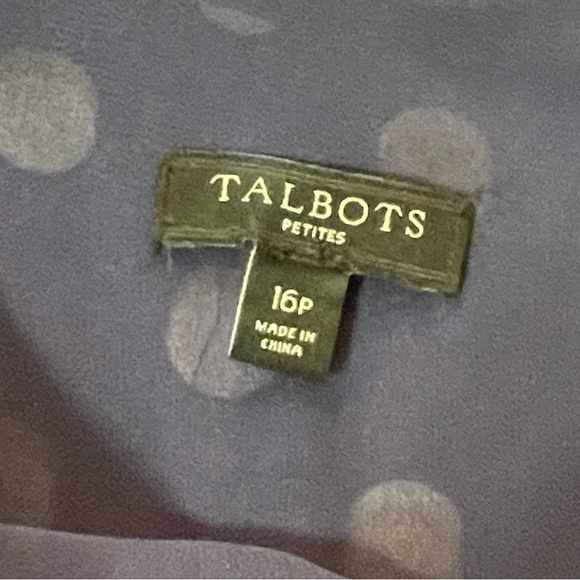 TALBOTS
PETITES
16P
MADE IN
CHINA